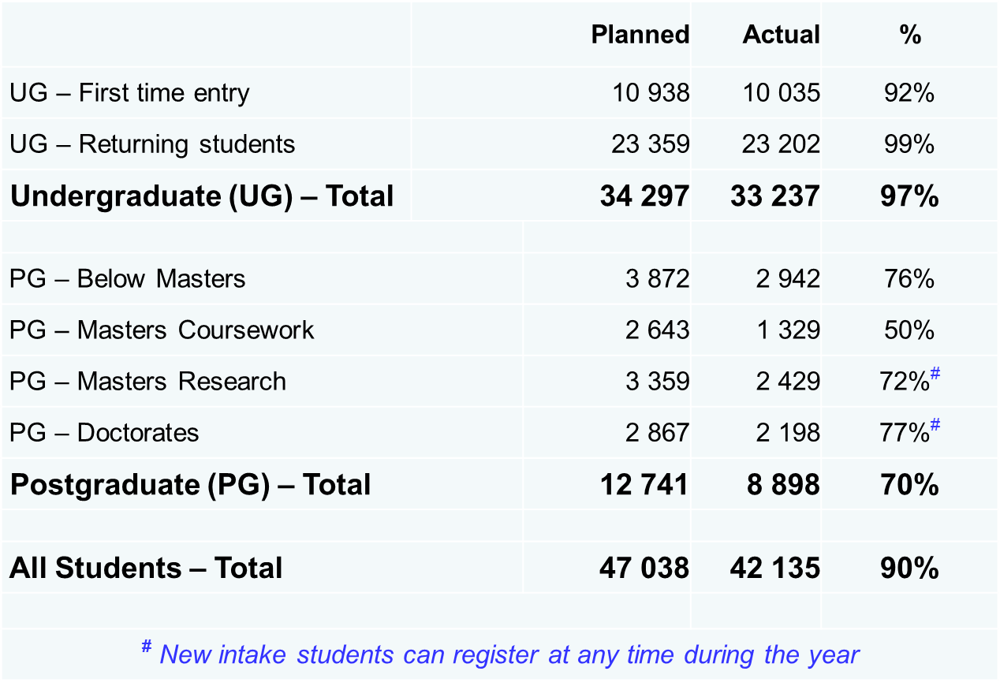 Planned Actual %
UG – First time entry 10 938 10 035 92%
UG – Returning students 23 359 23 202 99%
Undergraduate (UG) – Total 34 297 33 237 97%
PG – Below Masters 3 872 2 942 76%
PG – Masters Coursework 2 643 1 329 50%
PG – Masters Research 3 359 2 429 72%#
PG – Doctorates 2 867 2 198 77%#
Postgraduate (PG) – Total 12 741 8 898 70%
All Students – Total 47 038 42 135 90%
# New intake students can register at any time during the year